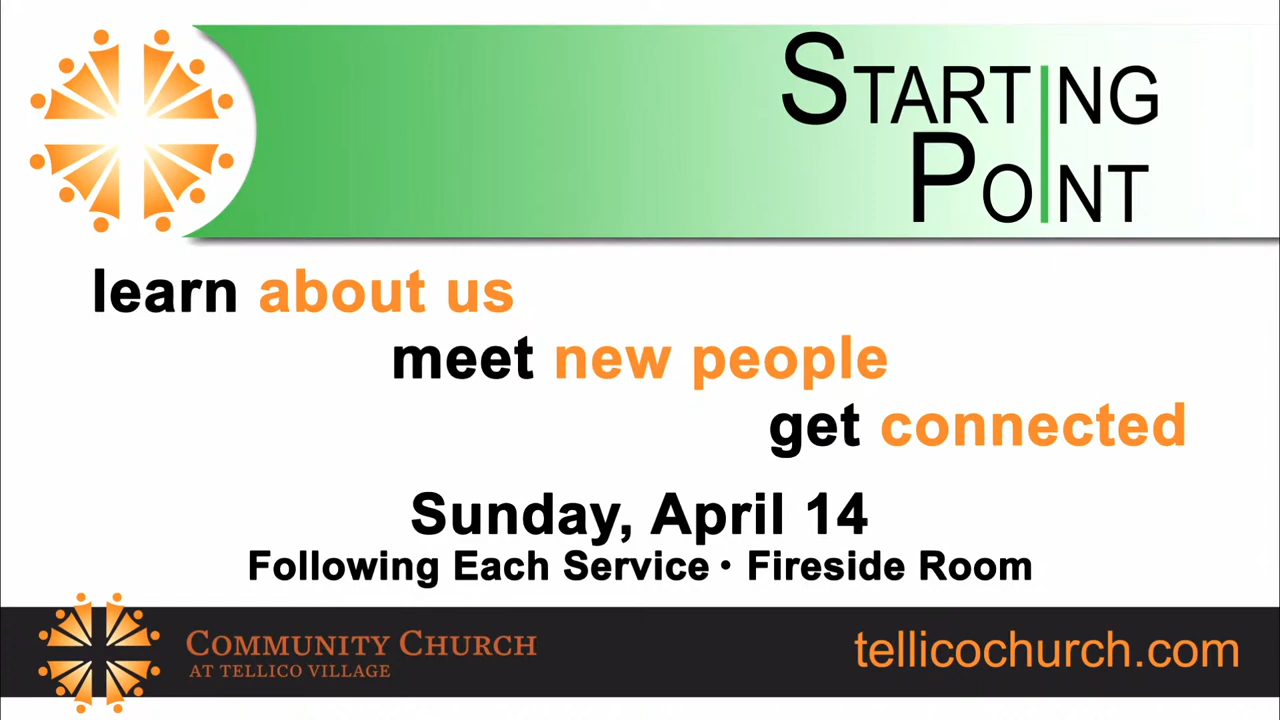 STARTING
POINT
learn about us
meet new people
get connected
Sunday, April 14
Following Each Service • Fireside Room
COMMUNITY CHURCH
AT TELLICO VILLAGE
tellicochurch.com